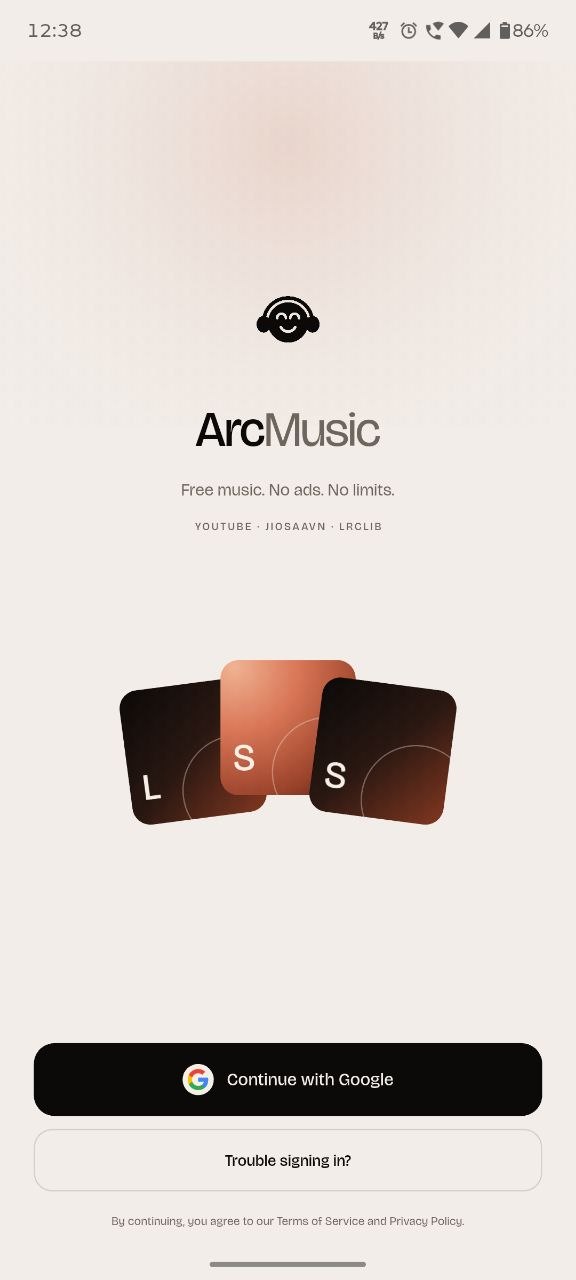 12:38
427
B/s
86%
ArcMusic
Free music. No ads. No limits.
YOUTUBE · JIOSAAVN · LRCLIB
L
S
S
Continue with Google
Trouble signing in?
By continuing, you agree to our Terms of Service and Privacy Policy.